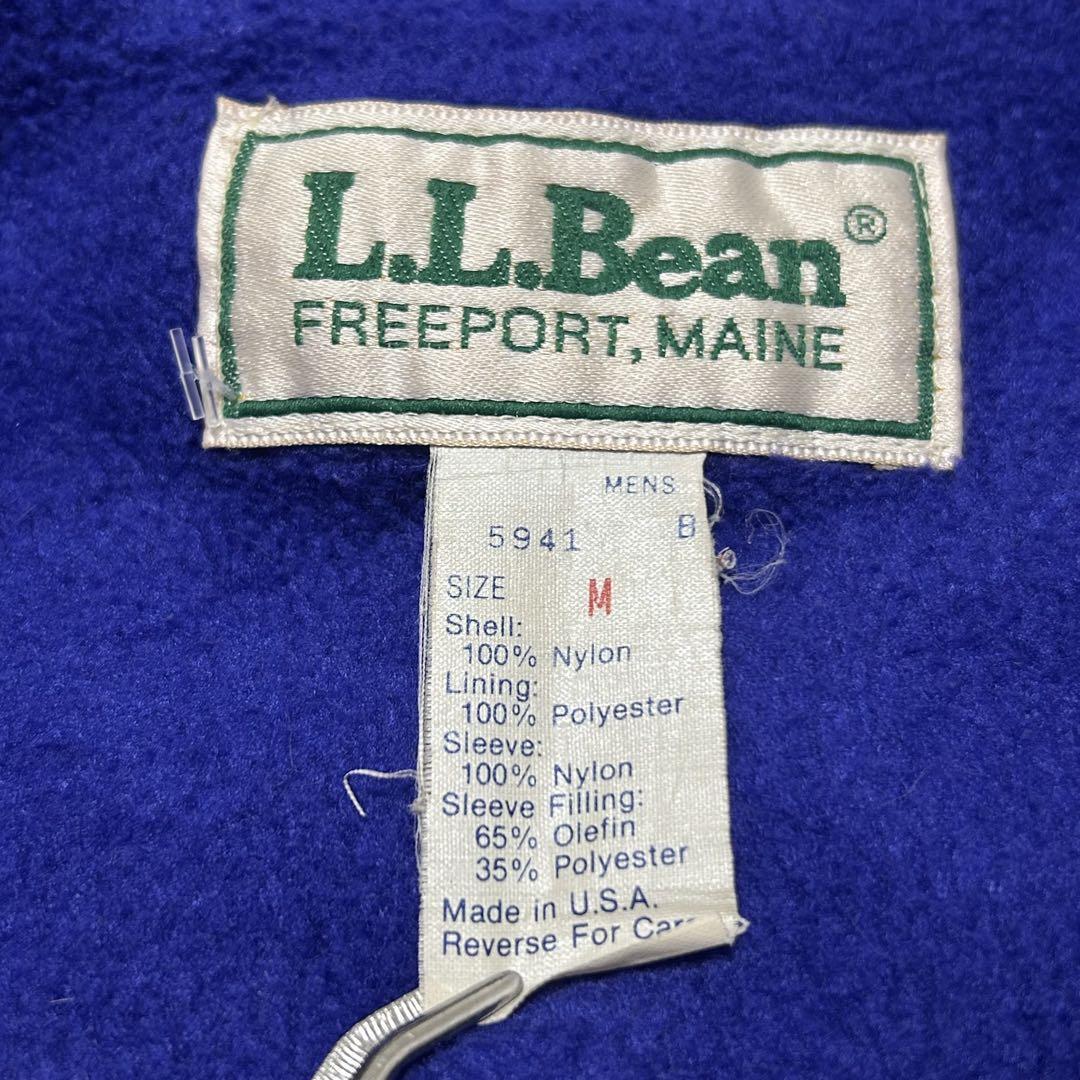 L.L.Bean®
FREEPORT, MAINE
MENS
5941 B
SIZE M
Shell:
100% Nylon
Lining:
100% Polyester
Sleeve:
100% Nylon
Sleeve Filling:
65% Olefin
35% Polyester
Made in U.S.A.
Reverse For Care